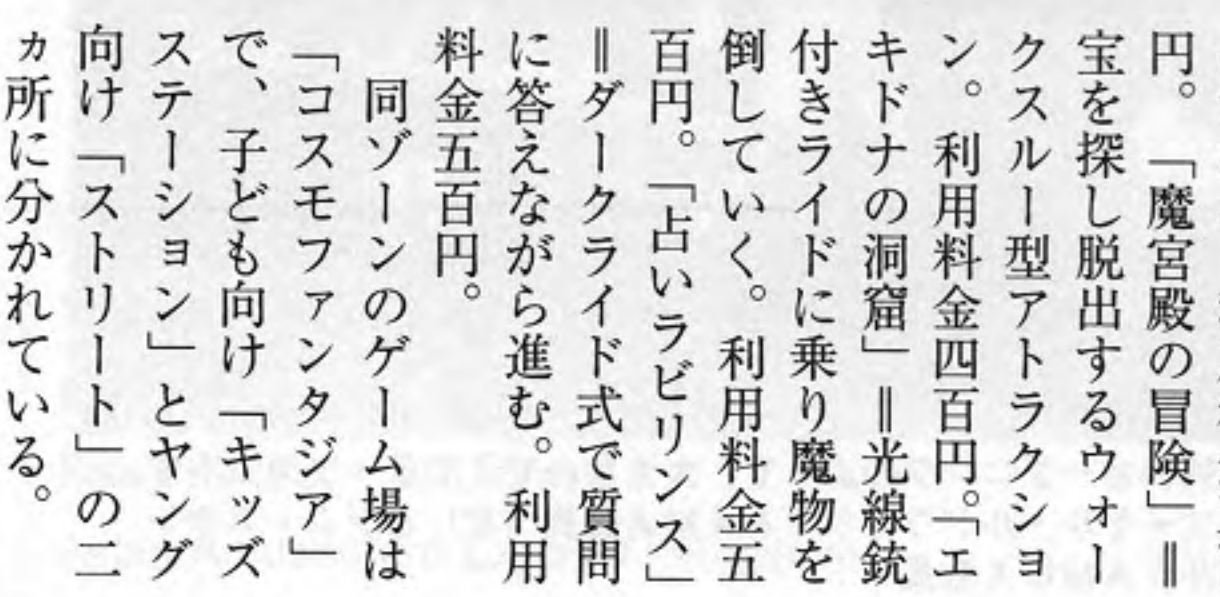 円。「魔宮殿の冒険」＝
宝を探し脱出するウォー
クスルー型アトラクショ
ン。利用料金四百円。「エ
キドナの洞窟」＝光線銃
付きライドに乗り魔物を
倒していく。利用料金五
百円。「占いラビリンス」
＝ダークライド式で質問
に答えながら進む。利用
料金五百円。
同ゾーンのゲーム場は
「コスモファンタジア」
で、子ども向け「キッズ
ステーション」とヤング
向け「ストリート」の二
ヵ所に分かれている。